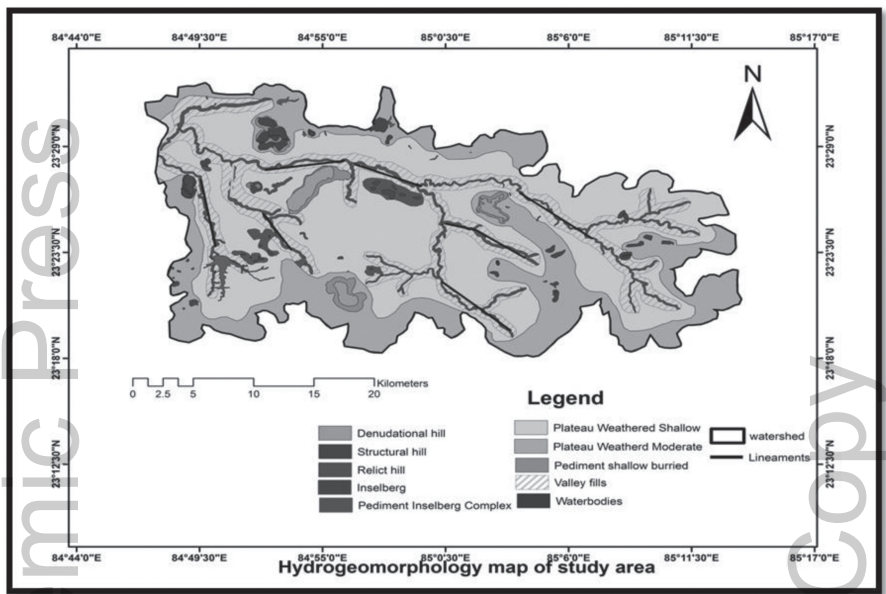 84°44'0"E 84°49'30"E 84°55'0"E 85°0'30"E 85°6'0"E 85°11'30"E 85°17'0"E
N
23°29'0"N 23°29'0"N
23°23'30"N 23°23'30"N
23°18'0"N 23°18'0"N
23°12'30"N 23°12'30"N
Kilometers
0 2.5 5 10 15 20
Legend
Denudational hill
Structural hill
Relict hill
Inselberg
Pediment Inselberg Complex
Plateau Weathered Shallow
Plateau Weatherd Moderate
Pediment shallow burried
Valley fills
Waterbodies
watershed
Lineaments
84°44'0"E 84°49'30"E 84°55'0"E 85°0'30"E 85°6'0"E 85°11'30"E 85°17'0"E
Hydrogeomorphology map of study area
mic Press
Copy